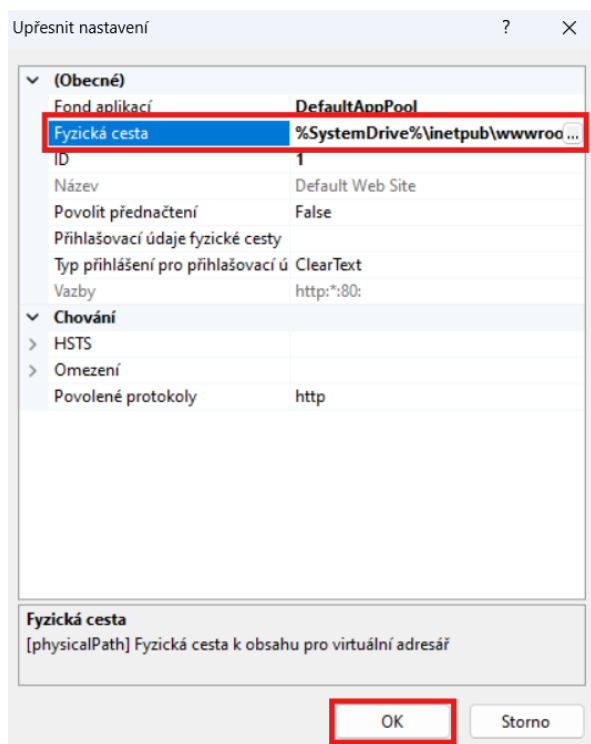 Upřesnit nastavení ?
(Obecné)
Fond aplikací DefaultAppPool
Fyzická cesta %SystemDrive%\inetpub\wwwroo ...
ID 1
Název Default Web Site
Povolit přednačtení False
Přihlašovací údaje fyzické cesty
Typ přihlášení pro přihlašovací ú ClearText
Vazby http:*:80:
Chování
HSTS
Omezení
Povolené protokoly http
Fyzická cesta
[physicalPath] Fyzická cesta k obsahu pro virtuální adresář
OK Storno